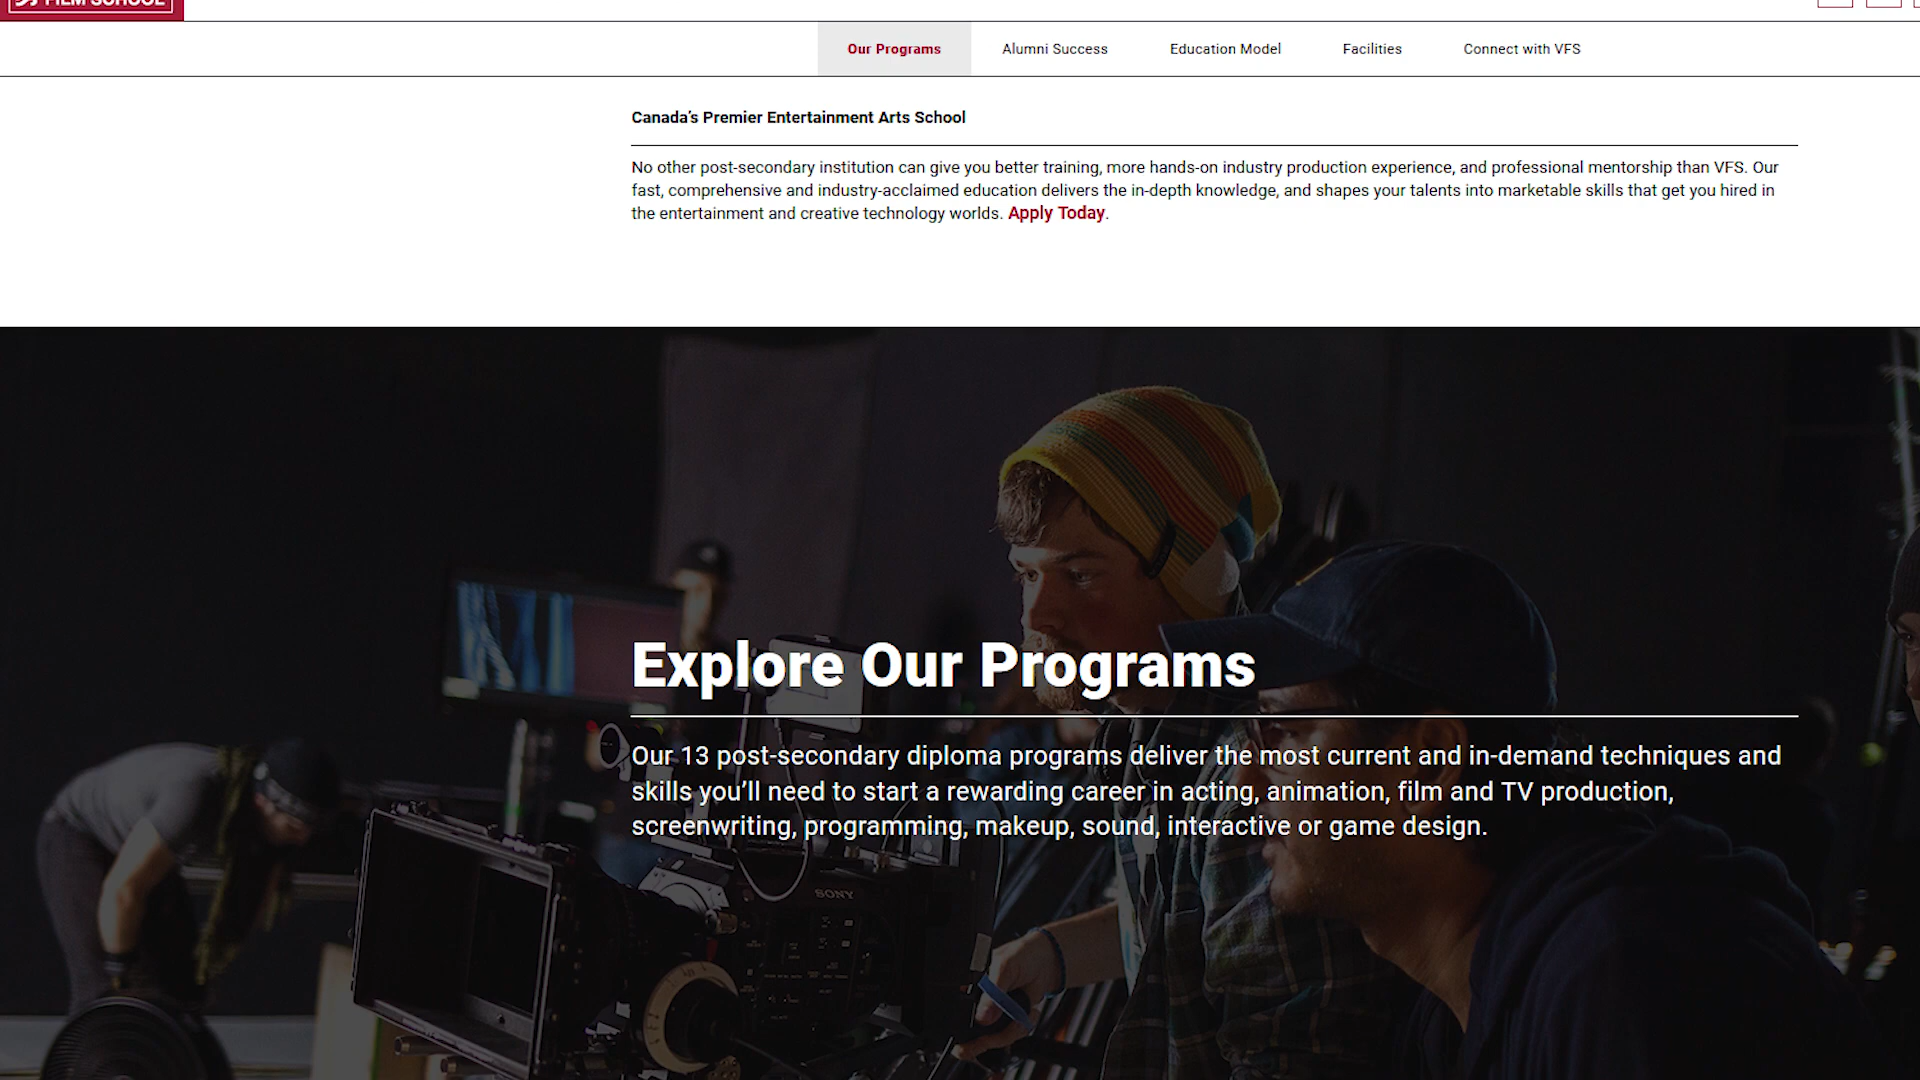 FILM SCHOOL
Our Programs
Alumni Success
Education Model
Facilities
Connect with VFS
Canada's Premier Entertainment Arts School
No other post-secondary institution can give you better training, more hands-on industry production experience, and professional mentorship than VFS. Our
fast, comprehensive and industry-acclaimed education delivers the in-depth knowledge, and shapes your talents into marketable skills that get you hired in
the entertainment and creative technology worlds. Apply Today.
Explore Our Programs
Our 13 post-secondary diploma programs deliver the most current and in-demand techniques and
skills you'll need to start a rewarding career in acting, animation, film and TV production,
screenwriting, programming, makeup, sound, interactive or game design.
SONY